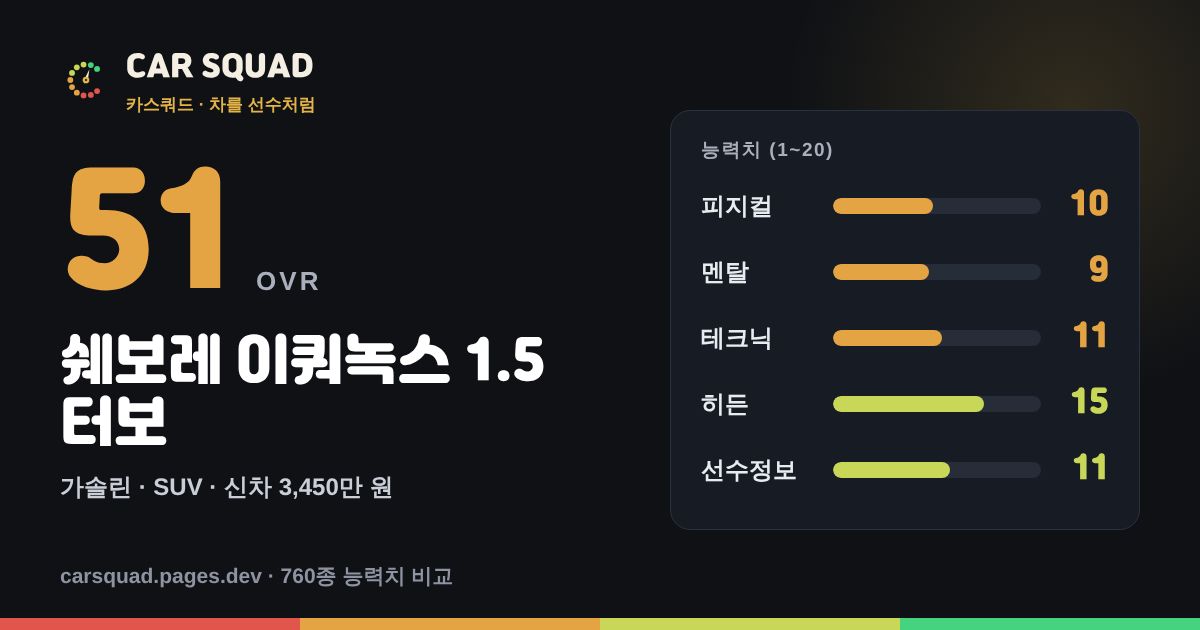 CAR SQUAD
카스쿼드 · 차를 선수처럼
51 OVR
쉐보레 이쿼녹스 1.5
터보
가솔린 · SUV · 신차 3,450만 원
carsquad.pages.dev · 760종 능력치 비교
능력치 (1~20)
피지컬 10
멘탈 9
테크닉 11
히든 15
선수정보 11